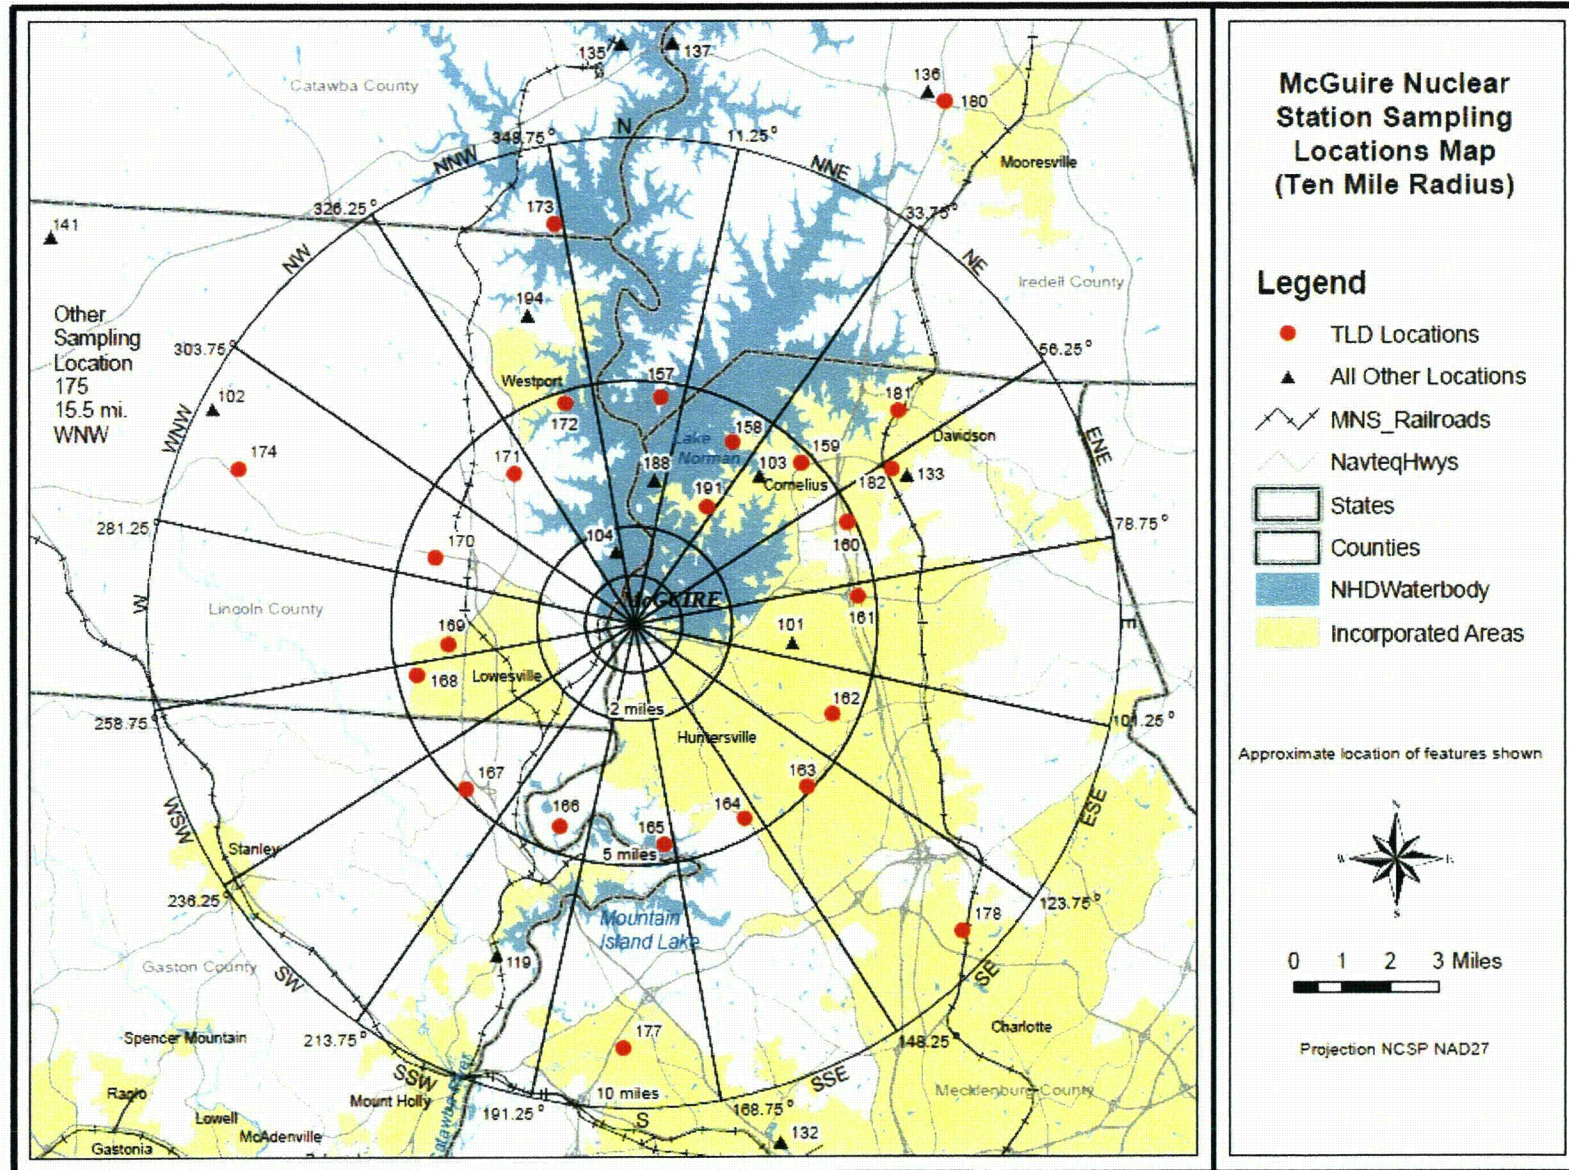 McGuire Nuclear
Station Sampling
Locations Map
(Ten Mile Radius)
Legend
TLD Locations
All Other Locations
MNS_Railroads
NavteqHwys
States
Counties
NHDWaterbody
Incorporated Areas
Approximate location of features shown
N
W
E
S
0 1 2 3 Miles
Projection NCSP NAD27
135
137
136
180
Catawba County
Mooresville
348.75°
N
11.25°
NNW
NNE
326.25°
173
33.75°
141
NW
NE
Iredell County
194
Other
Sampling
Location
175
15.5 mi.
WNW
303.75°
56.25°
Westport
157
102
172
181
WNW
158
Davidson
ENE
Lake
Norman
174
171
188
103
159
Cornelius
182
133
191
281.25°
104
160
78.75°
170
McGUIRE
W
Lincoln County
161
E
169
101
168
Lowesville
2 miles
162
258.75°
101.25°
Huntersville
167
163
166
164
165
WSW
ESE
Stanley
5 miles
236.25°
123.75°
178
Mountain
Island Lake
119
Gaston County
SW
SE
Spencer Mountain
213.75°
177
148.25°
Charlotte
SSW
SSE
Ranlo
Mount Holly
10 miles
Mecklenburg County
191.25°
168.75°
Lowell
S
McAdenville
132
Gastonia
Catawba River